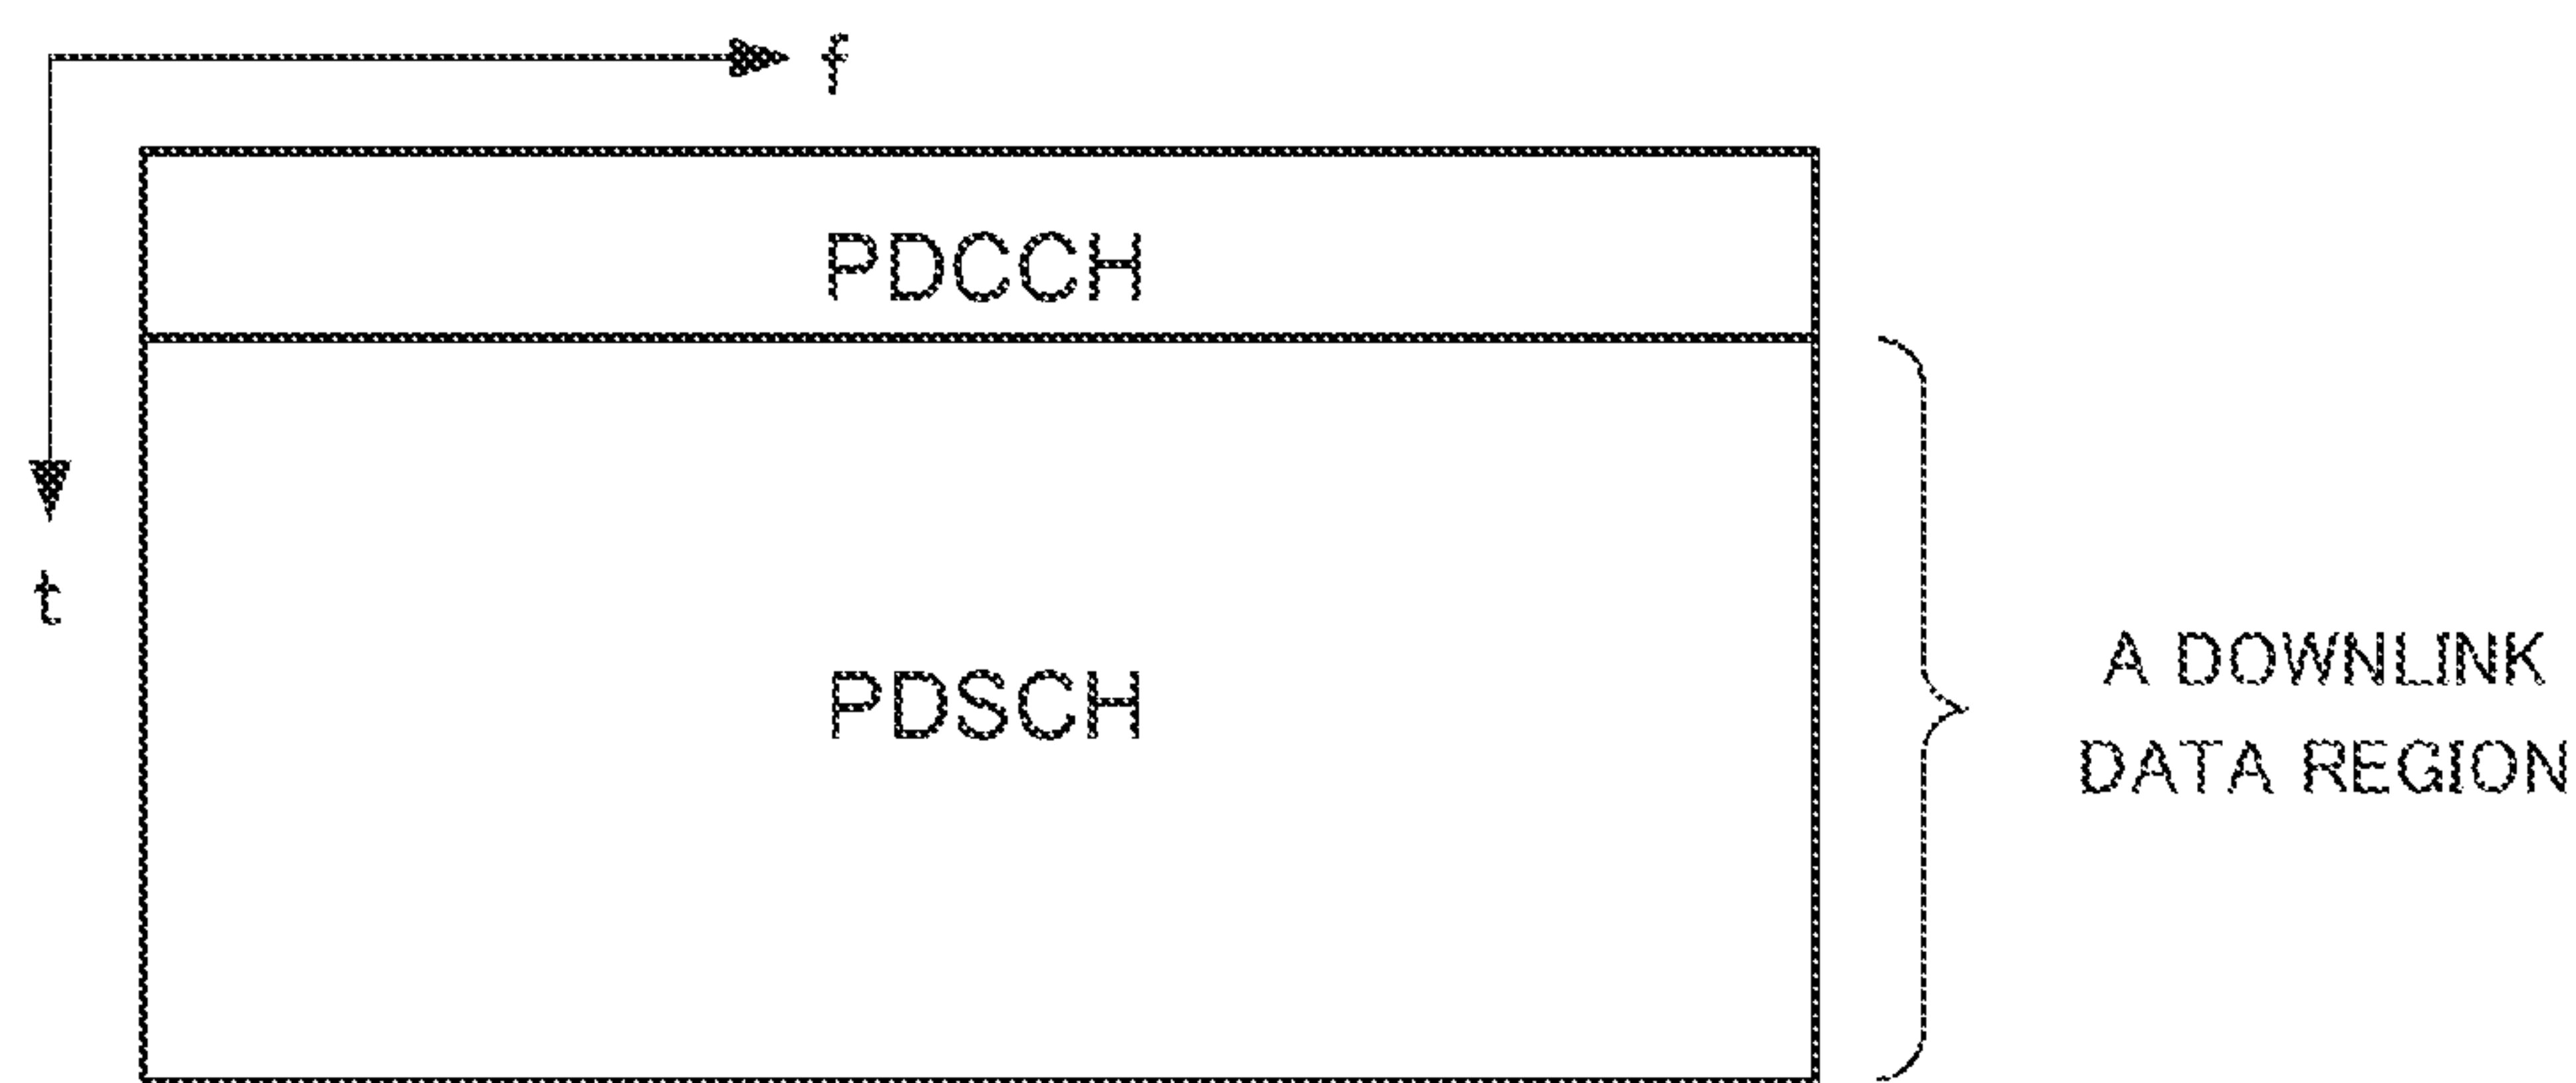 f
PDCCH
t
PDSCH
A DOWNLINK
DATA REGION